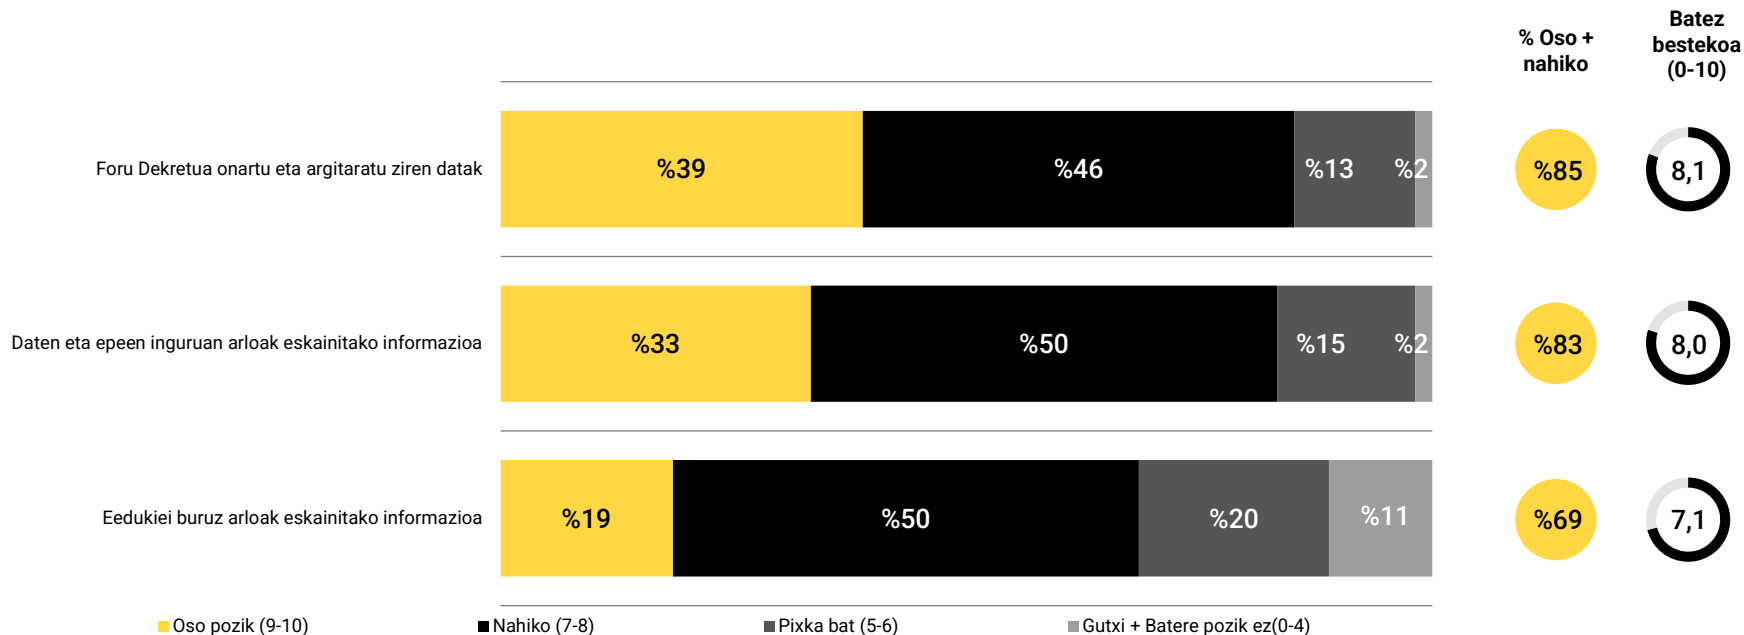 % Oso +
nahiko
Batez
bestekoa
(0-10)
Foru Dekretua onartu eta argitaratu ziren datak
%39
%46
%13
%2
%85
8,1
Daten eta epeen inguruan arloak eskainitako informazioa
%33
%50
%15
%2
%83
8,0
Eedukiei buruz arloak eskainitako informazioa
%19
%50
%20
%11
%69
7,1
Oso pozik (9-10)
Nahiko (7-8)
Pixka bat (5-6)
Gutxi + Batere pozik ez(0-4)